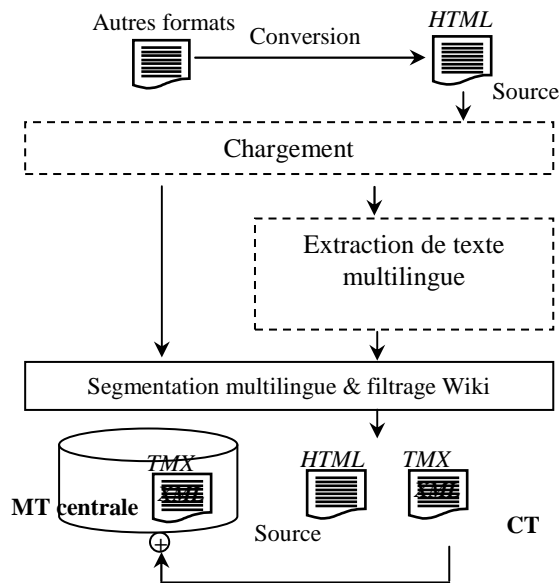 Autres formats
Conversion
HTML
Source
Chargement
Extraction de texte
multilingue
Segmentation multilingue & filtrage Wiki
TMX
XML
MT centrale
HTML
Source
TMX
XML
CT
+